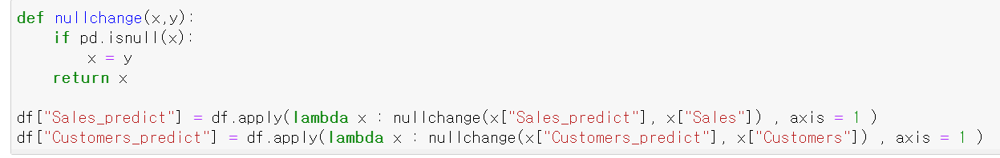 def nullchange(x,y):
    if pd.isnull(x):
        x = y
    return x

df["Sales_predict"] = df.apply(lambda x : nullchange(x["Sales_predict"], x["Sales"]) , axis = 1 )
df["Customers_predict"] = df.apply(lambda x : nullchange(x["Customers_predict"], x["Customers"]) , axis = 1 )